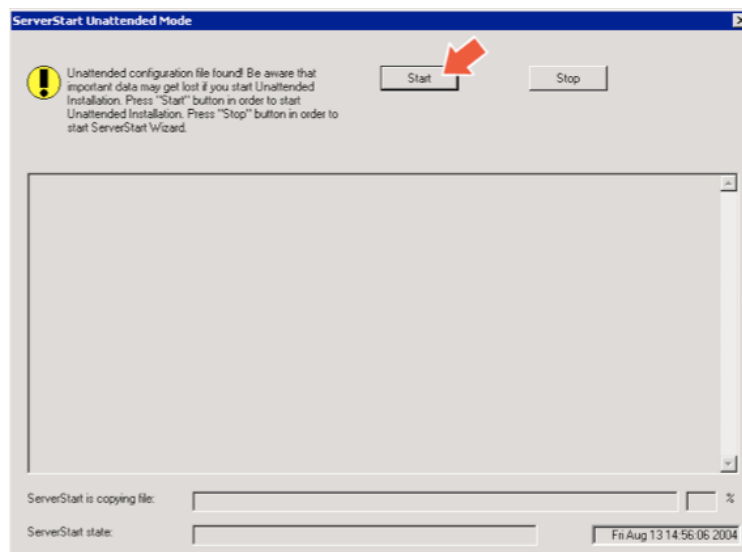 ServerStart Unattended Mode
Unattended configuration file found! Be aware that
important data may get lost if you start Unattended
Installation. Press "Start" button in order to start
Unattended Installation. Press "Stop" button in order to
start ServerStart Wizard.
Start
Stop
ServerStart is copying file:
%
ServerStart state:
Fri Aug 13 14:56:06 2004